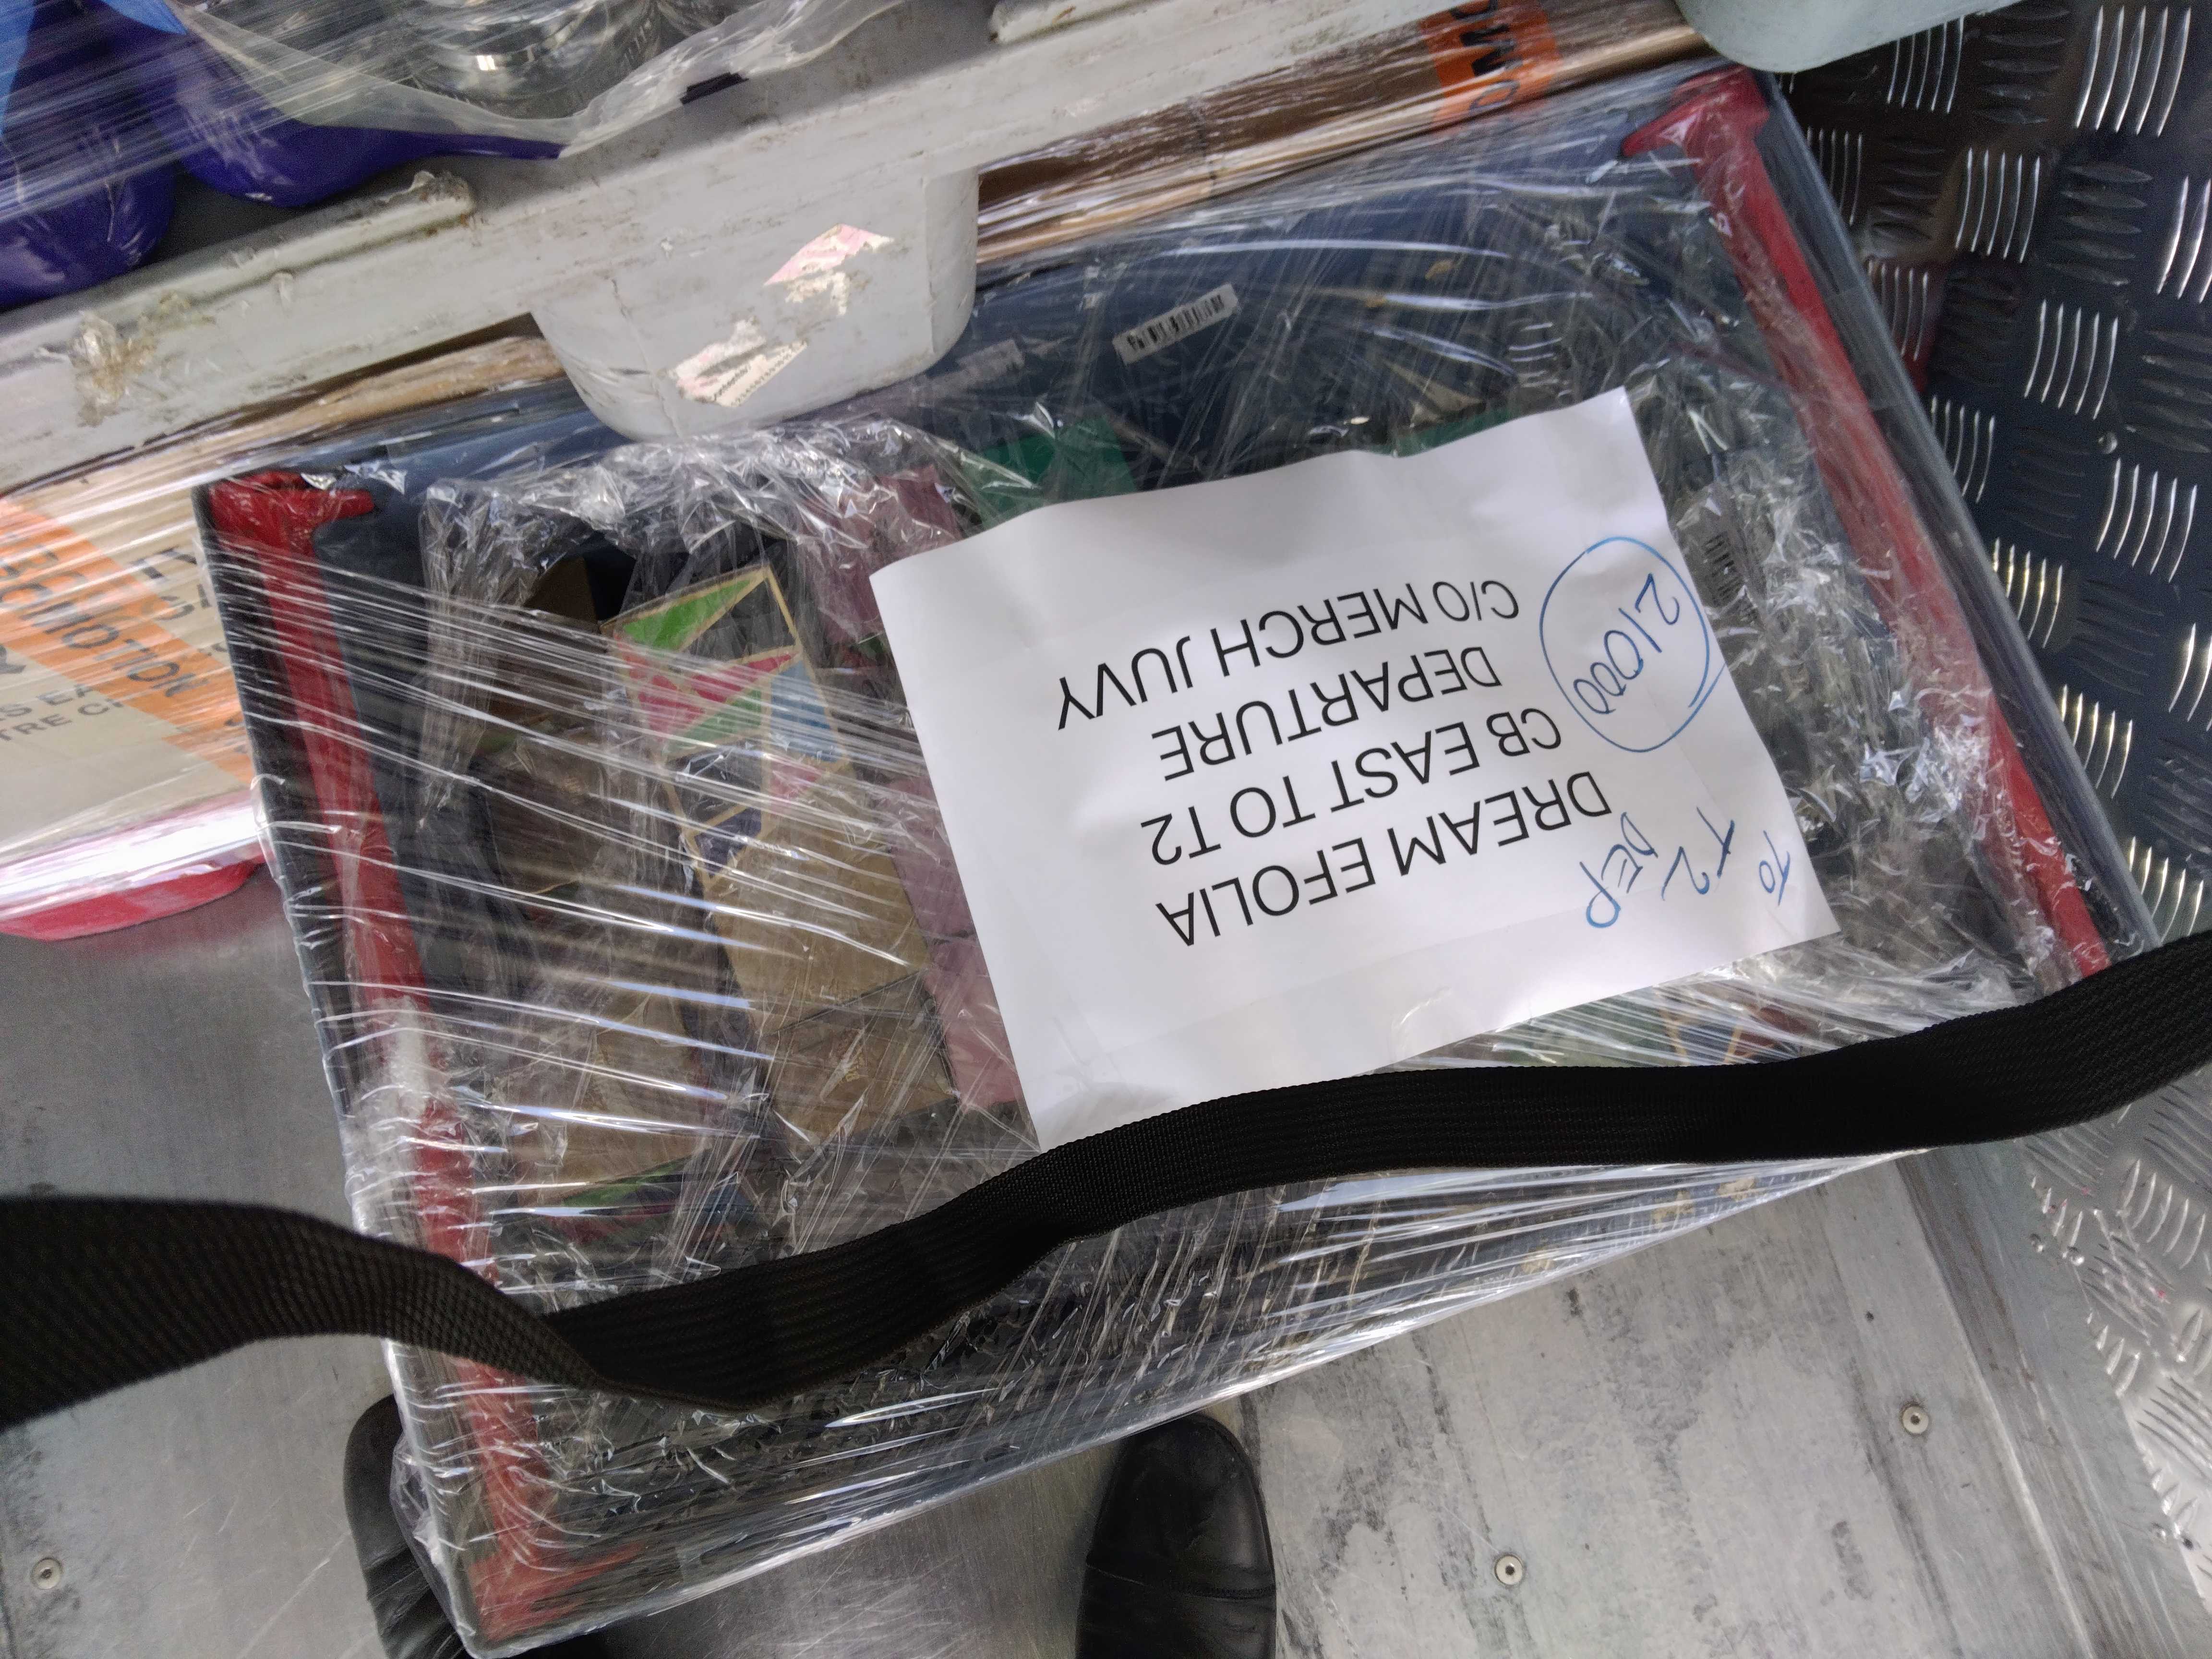 TO
T2
DEP
DREAM EFOLIA
CB EAST TO T2
DEPARTURE
C/O MERCH JUVY
21000